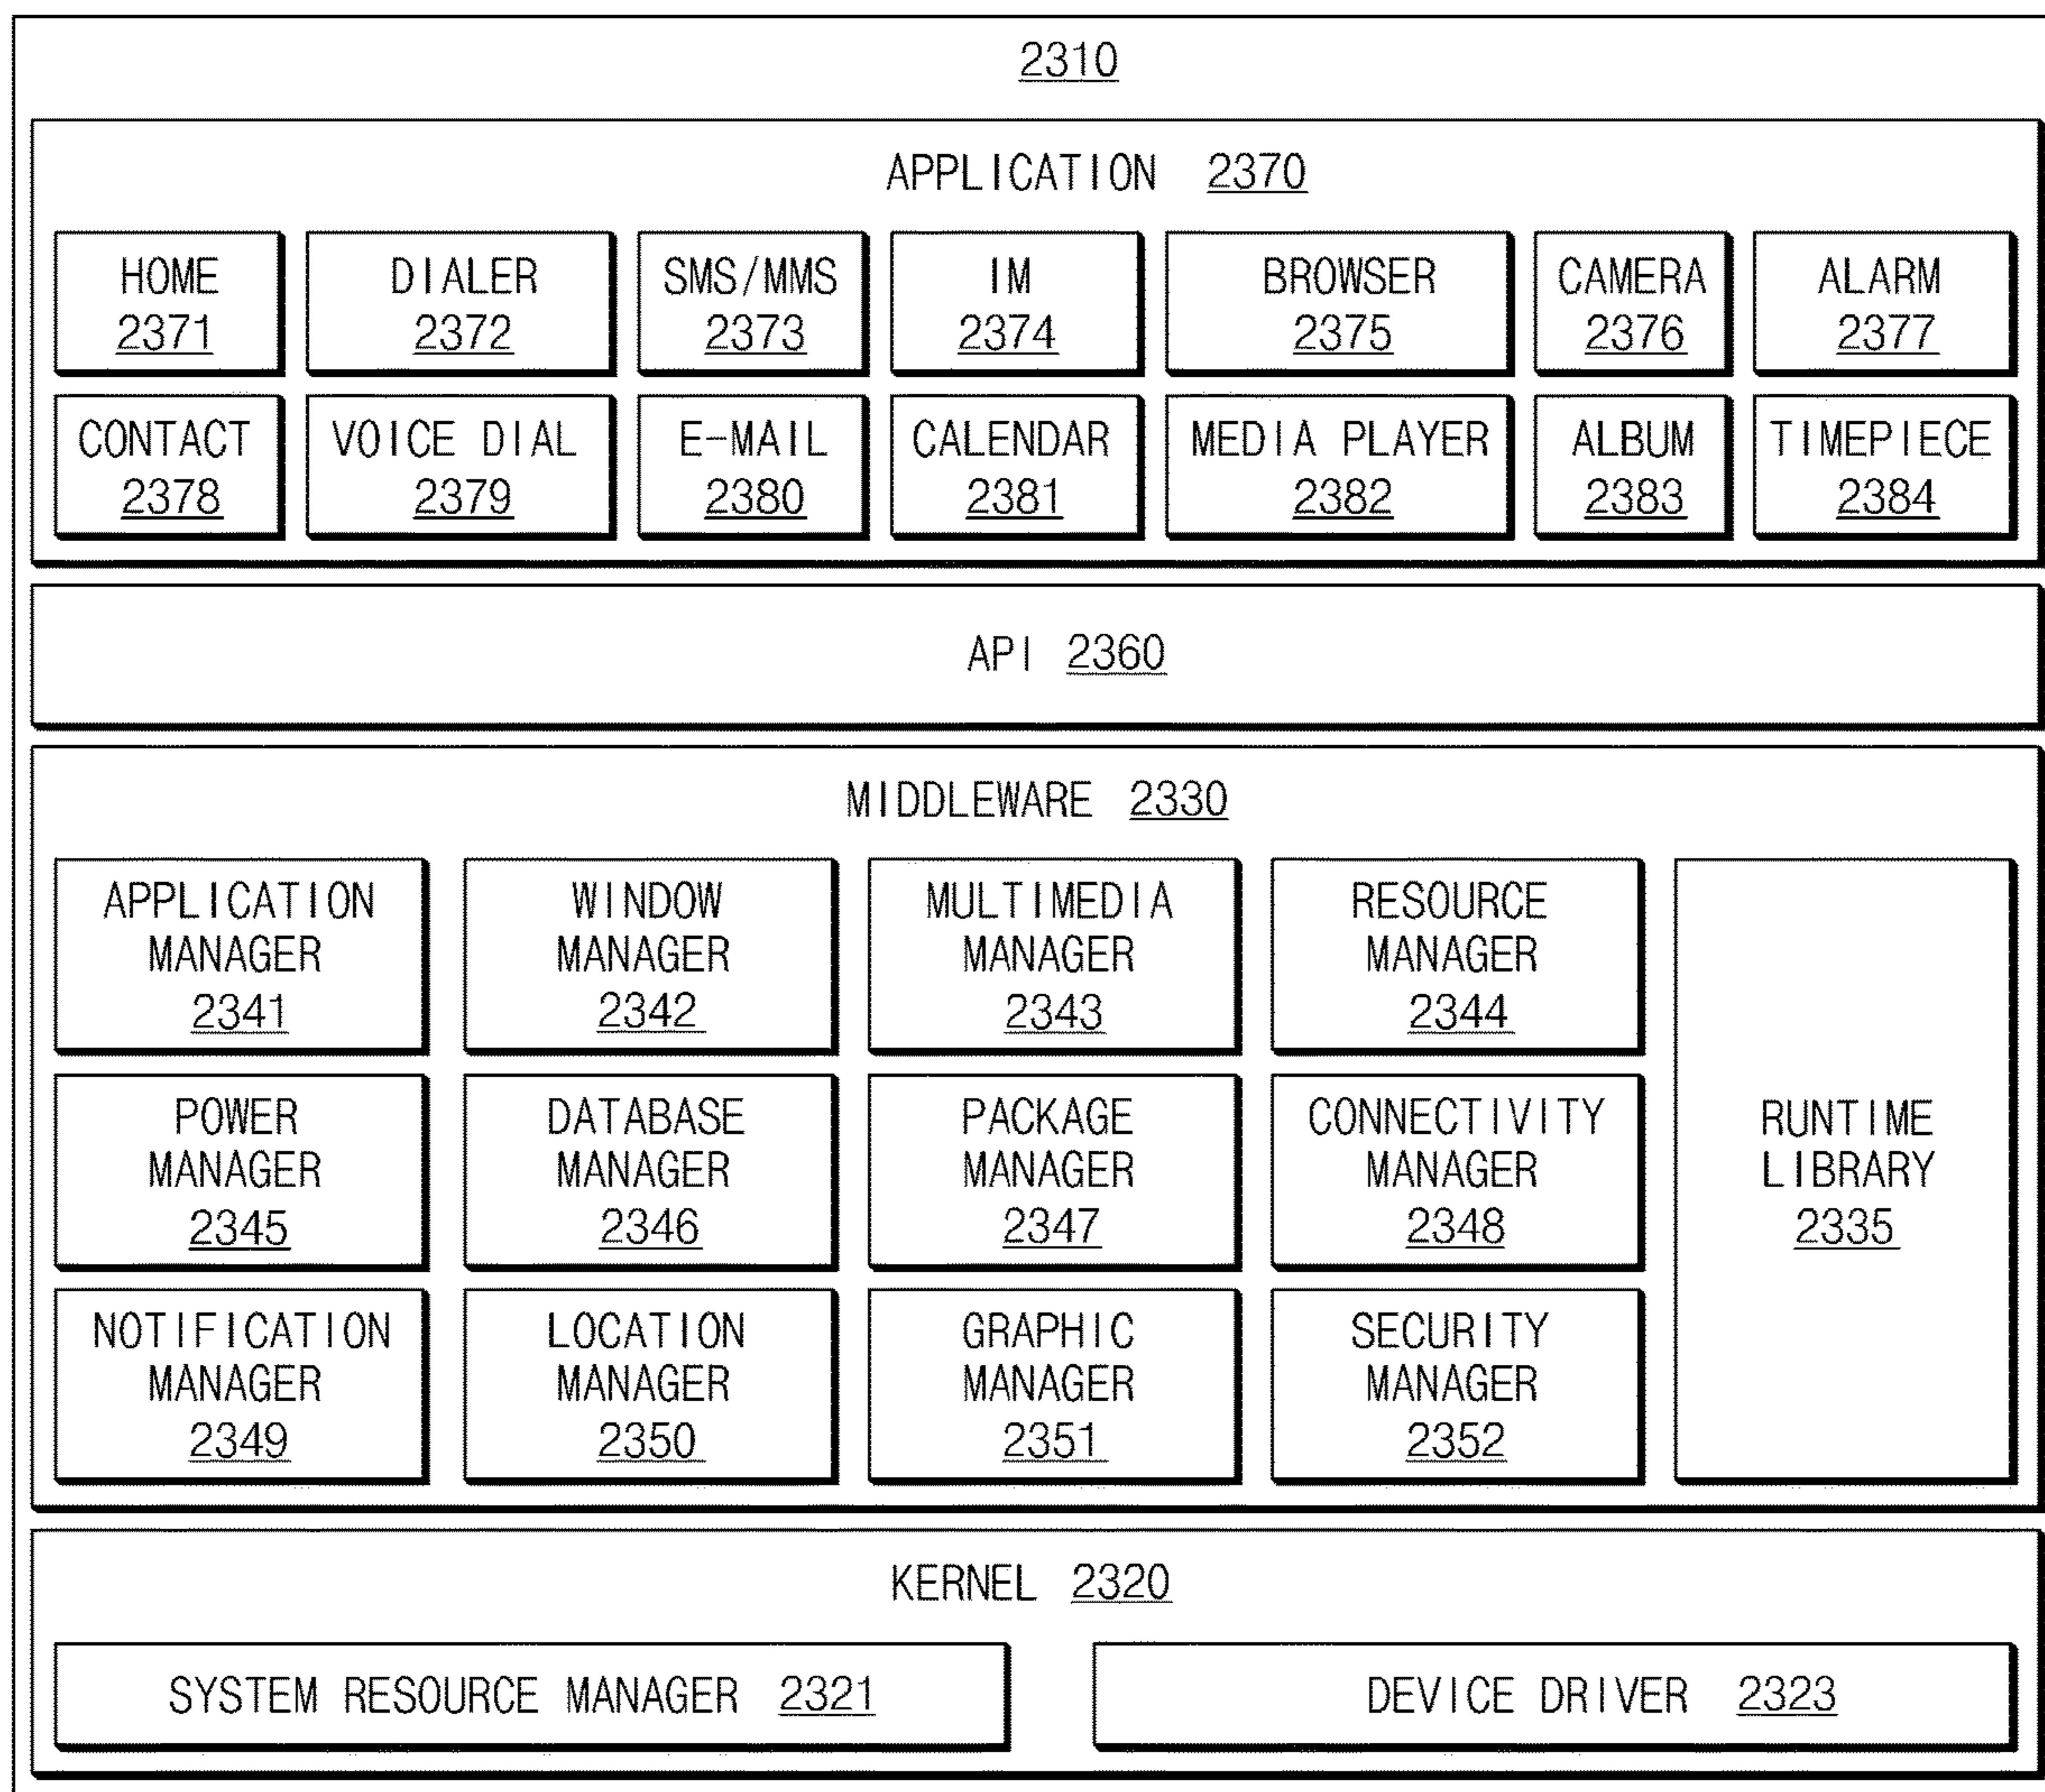 2310
APPLICATION 2370
HOME
2371
DIALER
2372
SMS/MMS
2373
IM
2374
BROWSER
2375
CAMERA
2376
ALARM
2377
CONTACT
2378
VOICE DIAL
2379
E-MAIL
2380
CALENDAR
2381
MEDIA PLAYER
2382
ALBUM
2383
TIMEPIECE
2384
API 2360
MIDDLEWARE 2330
APPLICATION
MANAGER
2341
WINDOW
MANAGER
2342
MULTIMEDIA
MANAGER
2343
RESOURCE
MANAGER
2344
POWER
MANAGER
2345
DATABASE
MANAGER
2346
PACKAGE
MANAGER
2347
CONNECTIVITY
MANAGER
2348
NOTIFICATION
MANAGER
2349
LOCATION
MANAGER
2350
GRAPHIC
MANAGER
2351
SECURITY
MANAGER
2352
RUNTIME
LIBRARY
2335
KERNEL 2320
SYSTEM RESOURCE MANAGER 2321
DEVICE DRIVER 2323